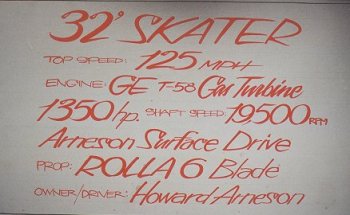 32' SKATER
TOP SPEED: 125 MPH
ENGINE: GE T-58 Gas Turbine
1350 hp. SHAFT SPEED: 19500 RPM
Arneson Surface Drive
PROP: ROLLA 6 Blade
OWNER/DRIVER: Howard Arneson